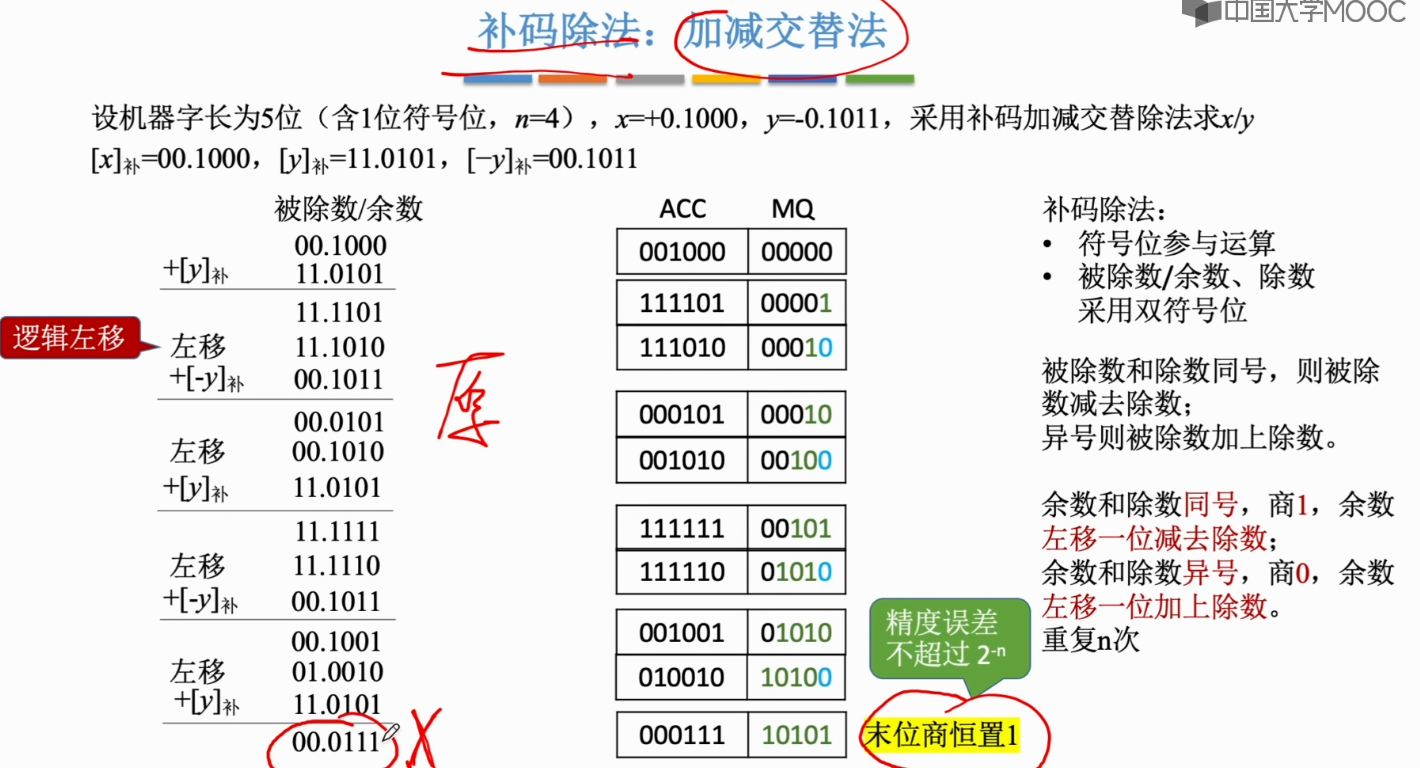 中国大学MOOC
补码除法：加减交替法
设机器字长为5位（含1位符号位，n=4），x=+0.1000，y=-0.1011，采用补码加减交替除法求x/y
[x]补=00.1000，[y]补=11.0101，[−y]补=00.1011
被除数/余数
00.1000
+[y]补 11.0101
11.1101
逻辑左移
左移 11.1010
+[-y]补 00.1011
00.0101
左移 00.1010
+[y]补 11.0101
11.1111
左移 11.1110
+[-y]补 00.1011
00.1001
左移 01.0010
+[y]补 11.0101
00.0111
X
ACC MQ
001000 00000
111101 00001
111010 00010
000101 00010
001010 00100
111111 00101
111110 01010
001001 01010
010010 10100
000111 10101
精度误差
不超过 2-n
末位商恒置1
补码除法：
• 符号位参与运算
• 被除数/余数、除数
采用双符号位
被除数和除数同号，则被除
数减去除数；
异号则被除数加上除数。
余数和除数同号，商1，余数
左移一位减去除数；
余数和除数异号，商0，余数
左移一位加上除数。
重复n次